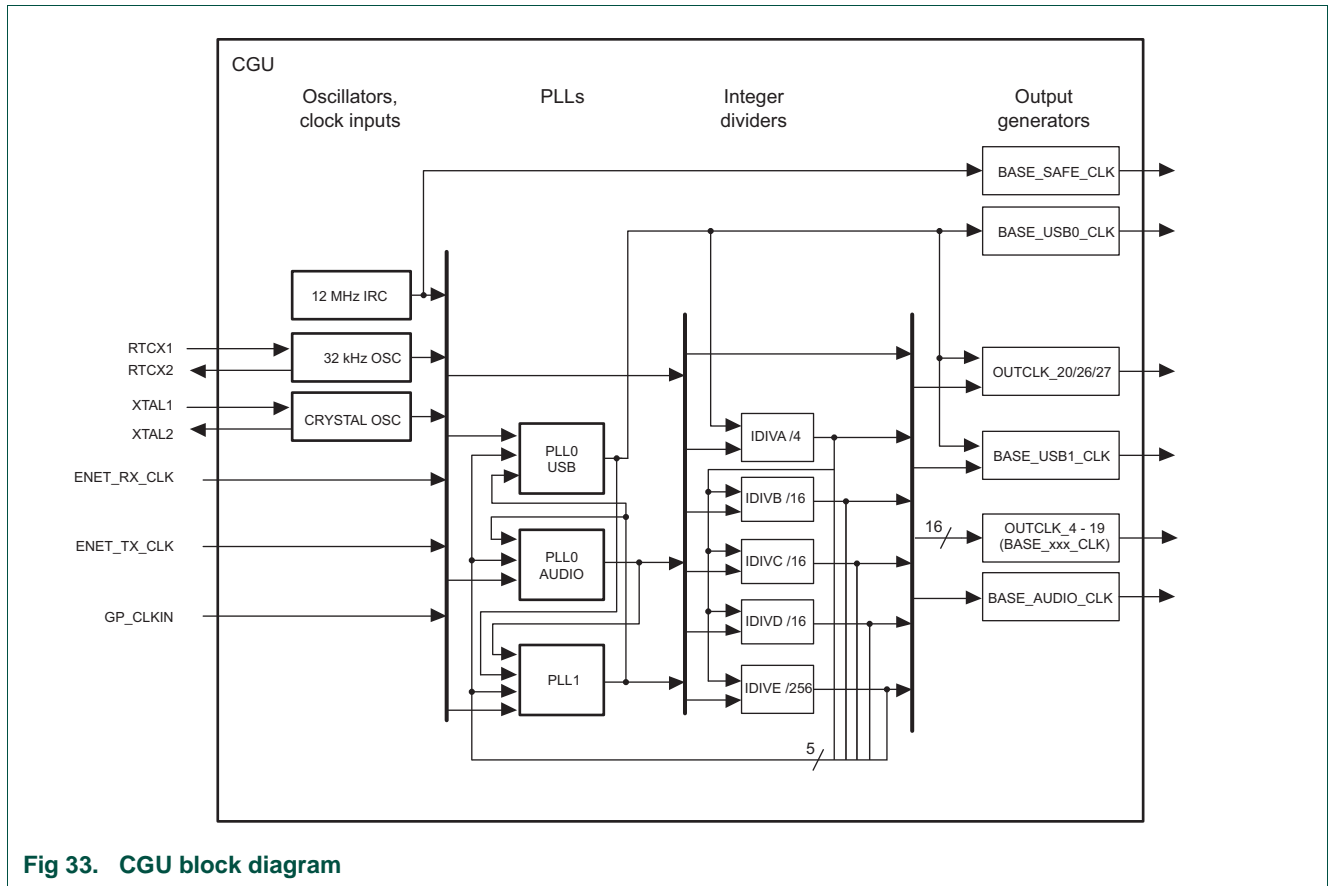 CGU
Oscillators,
clock inputs
PLLs
Integer
dividers
Output
generators
BASE_SAFE_CLK
BASE_USB0_CLK
12 MHz IRC
RTCX1
RTCX2
32 kHz OSC
OUTCLK_20/26/27
XTAL1
XTAL2
CRYSTAL OSC
PLL0
USB
IDIVA /4
BASE_USB1_CLK
ENET_RX_CLK
IDIVB /16
16
OUTCLK_4 - 19
(BASE_xxx_CLK)
ENET_TX_CLK
PLL0
AUDIO
IDIVC /16
BASE_AUDIO_CLK
GP_CLKIN
IDIVD /16
PLL1
IDIVE /256
5
Fig 33. CGU block diagram